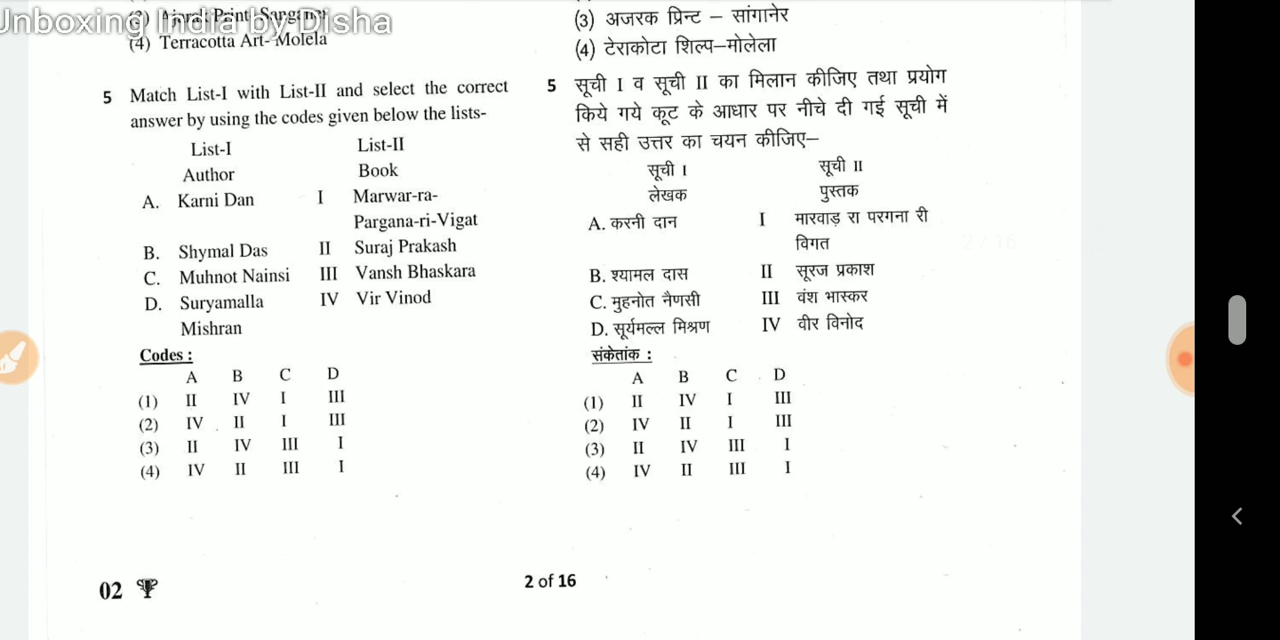 Unboxing India by Disha
(3) Ajorak Print- Sanganer
(4) Terracotta Art- Molela
5 Match List-I with List-II and select the correct
answer by using the codes given below the lists-
List-I List-II
Author Book
A. Karni Dan I Marwar-ra-
Pargana-ri-Vigat
B. Shymal Das II Suraj Prakash
C. Muhnot Nainsi III Vansh Bhaskara
D. Suryamalla IV Vir Vinod
Mishran
Codes :
A B C D
(1) II IV I III
(2) IV II I III
(3) II IV III I
(4) IV II III I
(3) अजरक प्रिन्ट – सांगानेर
(4) टेराकोटा शिल्प–मोलेला
5 सूची I व सूची II का मिलान कीजिए तथा प्रयोग
किये गये कूट के आधार पर नीचे दी गई सूची में
से सही उत्तर का चयन कीजिए–
सूची I सूची II
लेखक पुस्तक
A. करनी दान I मारवाड़ रा परगना री
विगत
B. श्यामल दास II सूरज प्रकाश
C. मुहनोत नैणसी III वंश भास्कर
D. सूर्यमल्ल मिश्रण IV वीर विनोद
संकेतांक :
A B C D
(1) II IV I III
(2) IV II I III
(3) II IV III I
(4) IV II III I
2 / 16
02
2 of 16